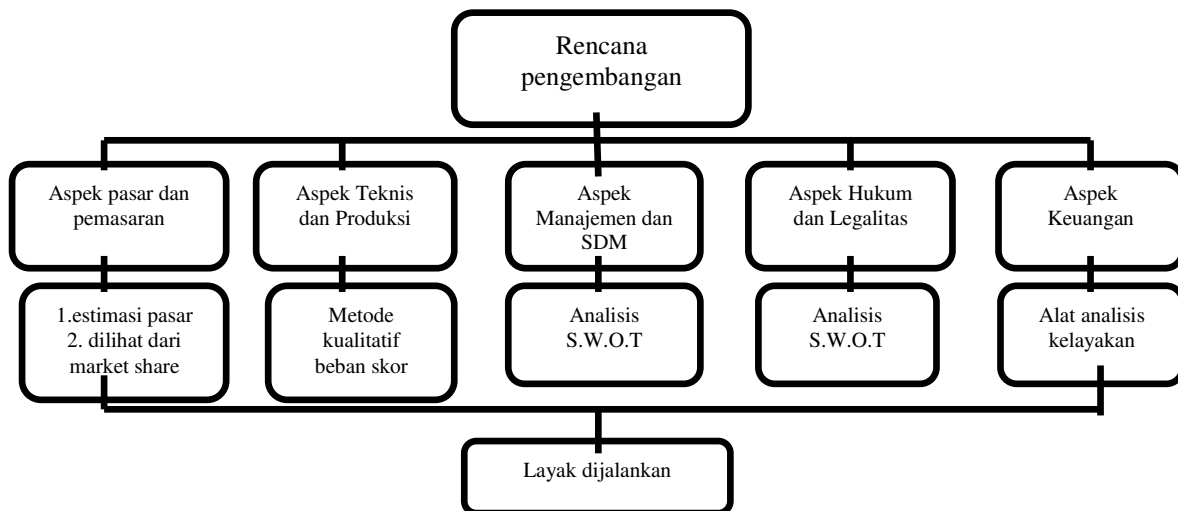 Rencana
pengembangan
Aspek pasar dan
pemasaran
Aspek Teknis
dan Produksi
Aspek
Manajemen dan
SDM
Aspek Hukum
dan Legalitas
Aspek
Keuangan
1.estimasi pasar
2. dilihat dari
market share
Metode
kualitatif
beban skor
Analisis
S.W.O.T
Analisis
S.W.O.T
Alat analisis
kelayakan
Layak dijalankan